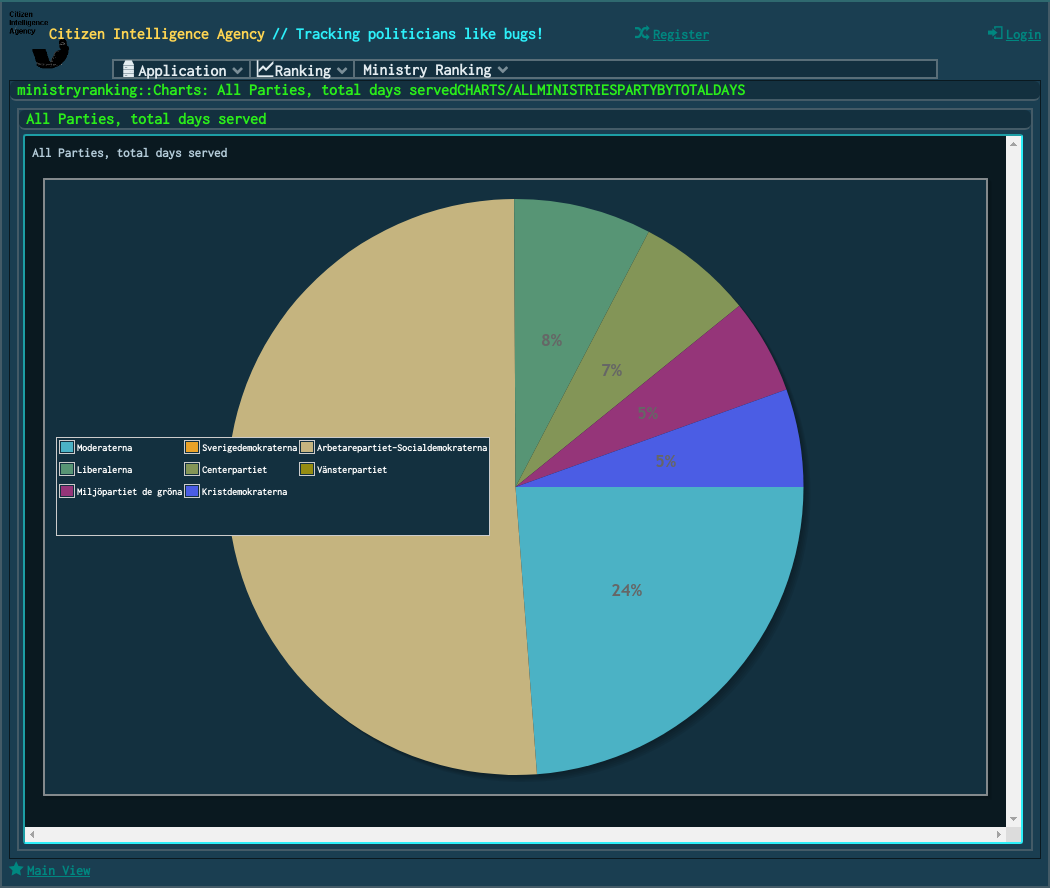 Citizen
Intelligence
Agency
Citizen Intelligence Agency // Tracking politicians like bugs!
Register
Login
Application
Ranking
Ministry Ranking
ministryranking::Charts: All Parties, total days servedCHARTS/ALLMINISTRIESPARTYBYTOTALDAYS
All Parties, total days served
All Parties, total days served
8%
7%
5%
5%
24%
Moderaterna
Sverigedemokraterna
Arbetarepartiet-Socialdemokraterna
Liberalerna
Centerpartiet
Vänsterpartiet
Miljöpartiet de gröna
Kristdemokraterna
Main View